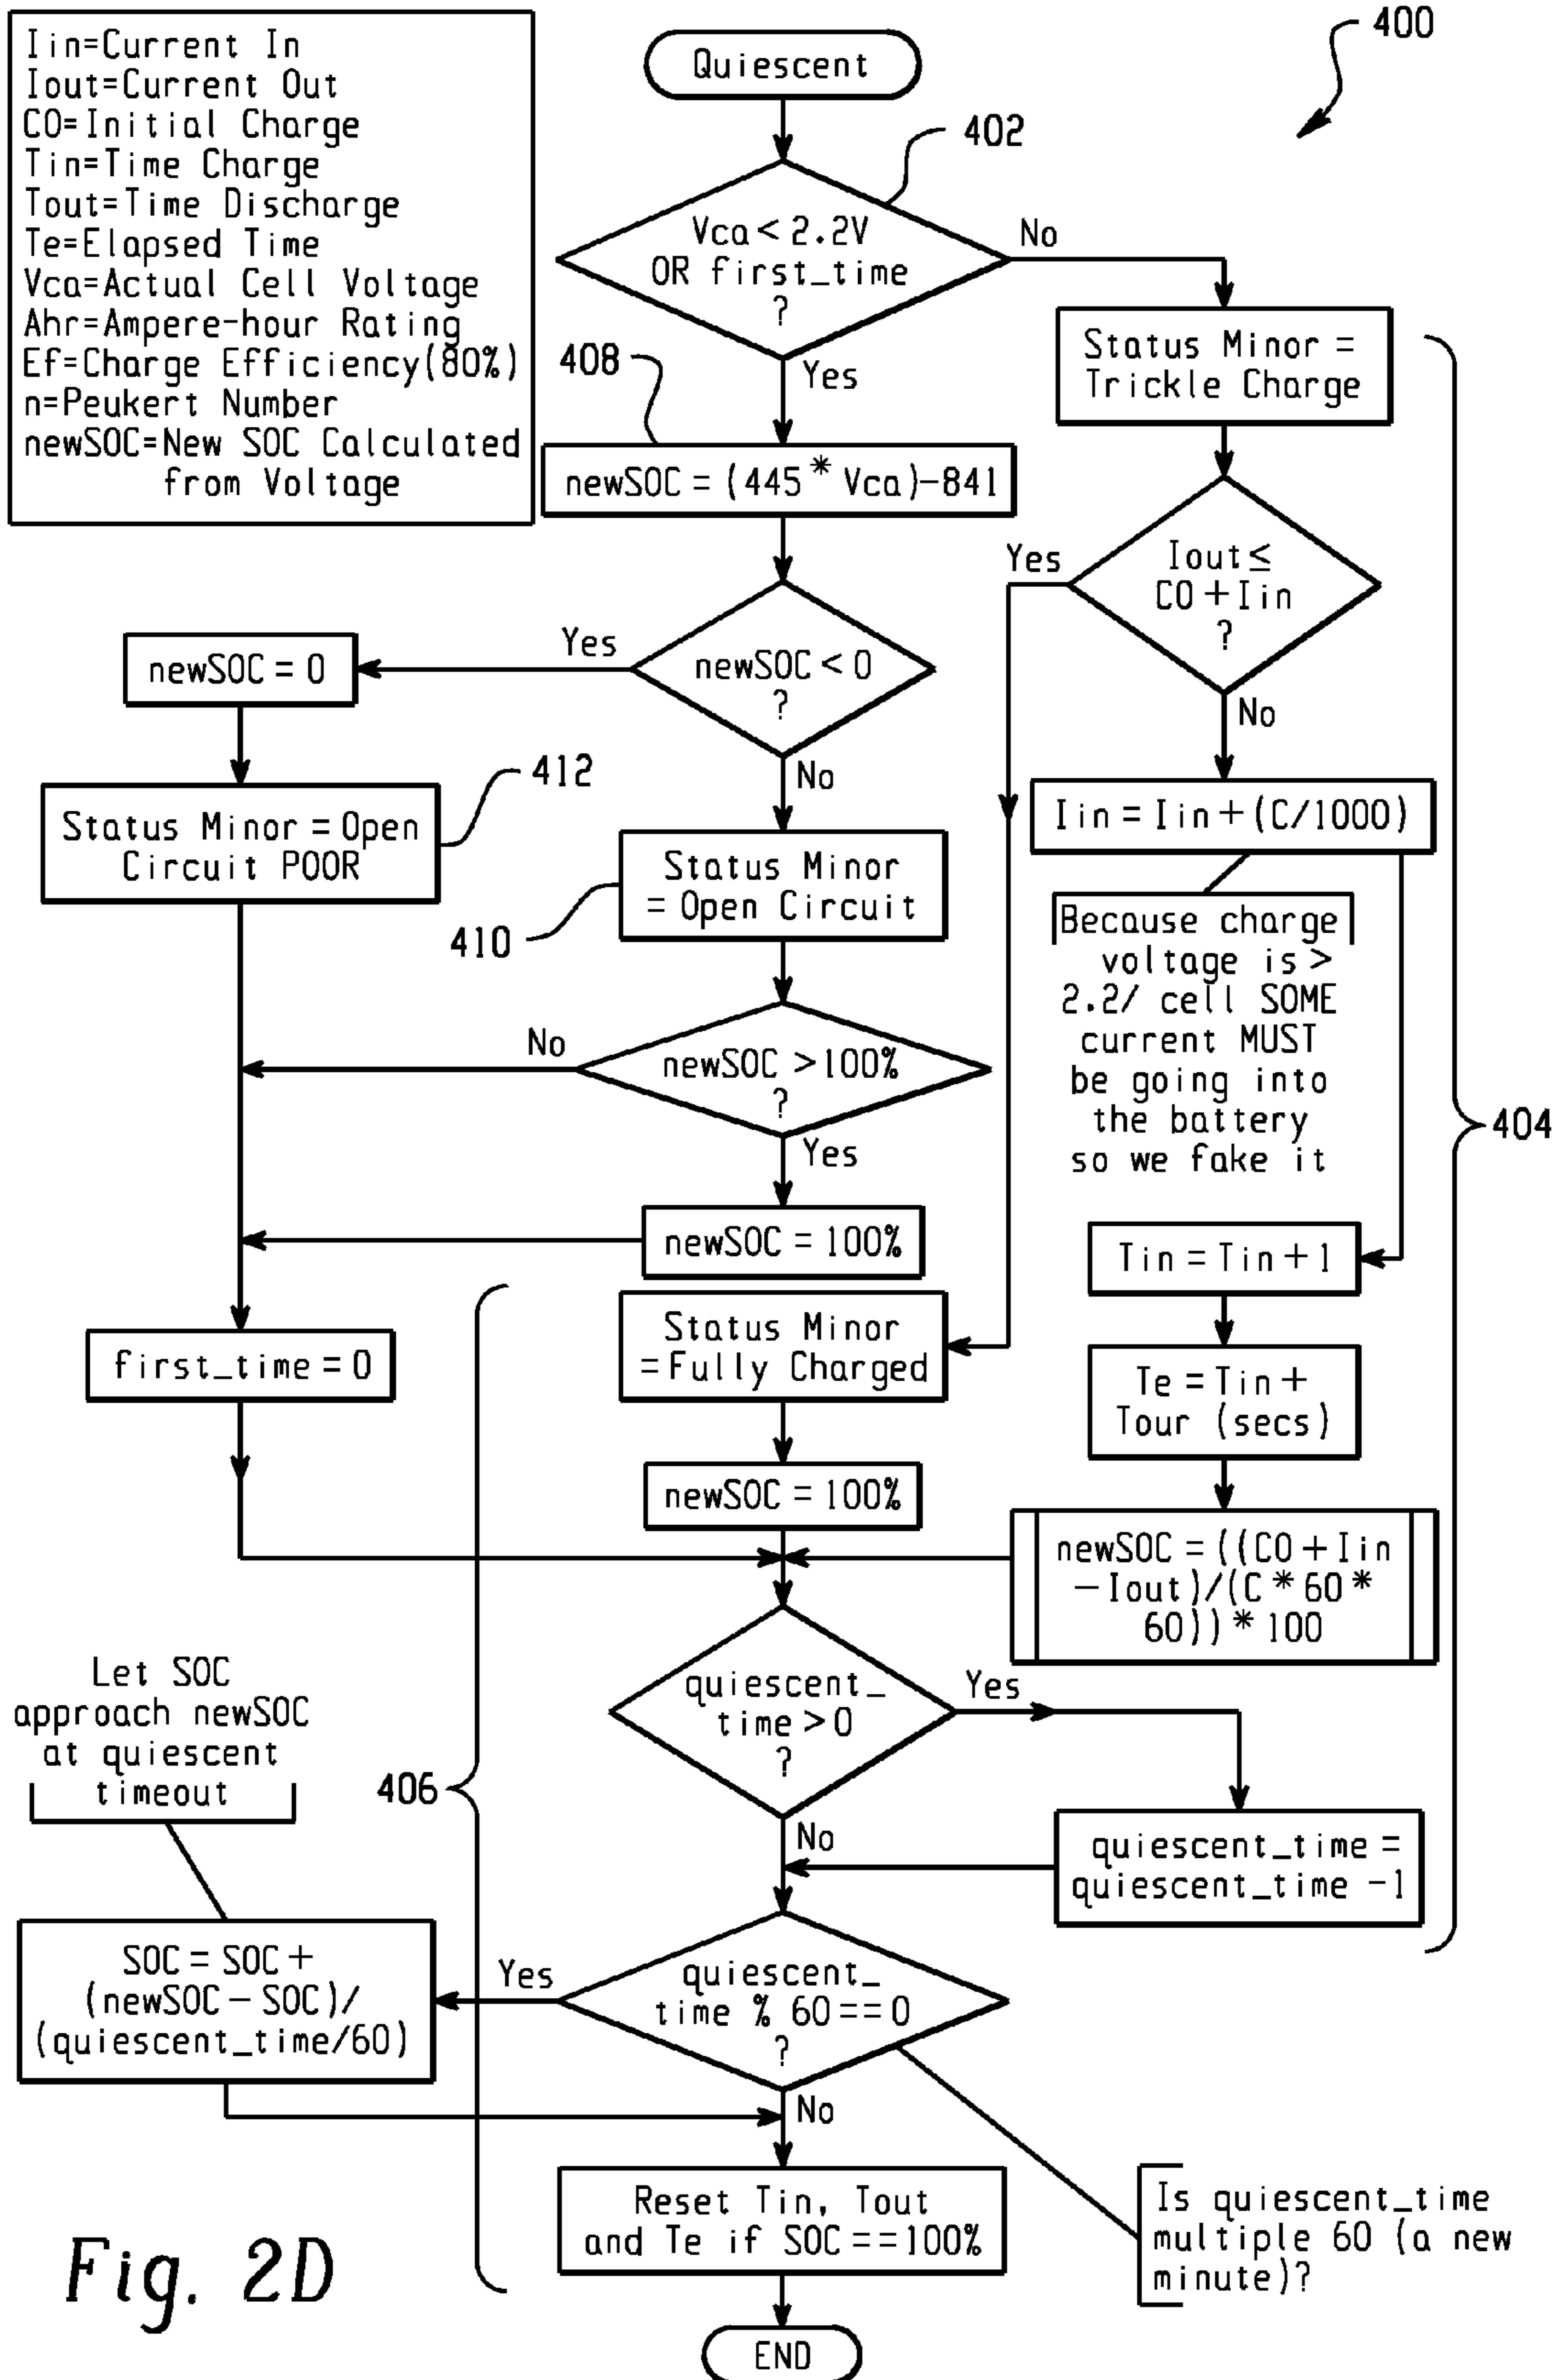 Iin=Current In
Iout=Current Out
CO=Initial Charge
Tin=Time Charge
Tout=Time Discharge
Te=Elapsed Time
Vca=Actual Cell Voltage
Ahr=Ampere-hour Rating
Ef=Charge Efficiency(80%)
n=Peukert Number
newSOC=New SOC Calculated
from Voltage
Quiescent
400
402
Vca < 2.2V
OR first_time
?
No
Yes
Status Minor =
Trickle Charge
408
newSOC = (445 * Vca)-841
Iout ≤
CO + Iin
?
Yes
No
newSOC < 0
?
Yes
No
newSOC = 0
412
Status Minor = Open
Circuit POOR
Iin = Iin + (C/1000)
Status Minor
= Open Circuit
410
Because charge
voltage is >
2.2/ cell SOME
current MUST
be going into
the battery
so we fake it
404
newSOC > 100%
?
No
Yes
newSOC = 100%
Tin = Tin + 1
Status Minor
= Fully Charged
first_time = 0
Te = Tin +
Tour (secs)
newSOC = 100%
newSOC = ((CO + Iin
- Iout)/(C * 60 *
60)) * 100
quiescent_
time > 0
?
Yes
No
Let SOC
approach newSOC
at quiescent
timeout
406
quiescent_time =
quiescent_time -1
SOC = SOC +
(newSOC - SOC)/
(quiescent_time/60)
Yes
quiescent_
time % 60 == 0
?
No
Reset Tin, Tout
and Te if SOC == 100%
Is quiescent_time
multiple 60 (a new
minute)?
Fig. 2D
END